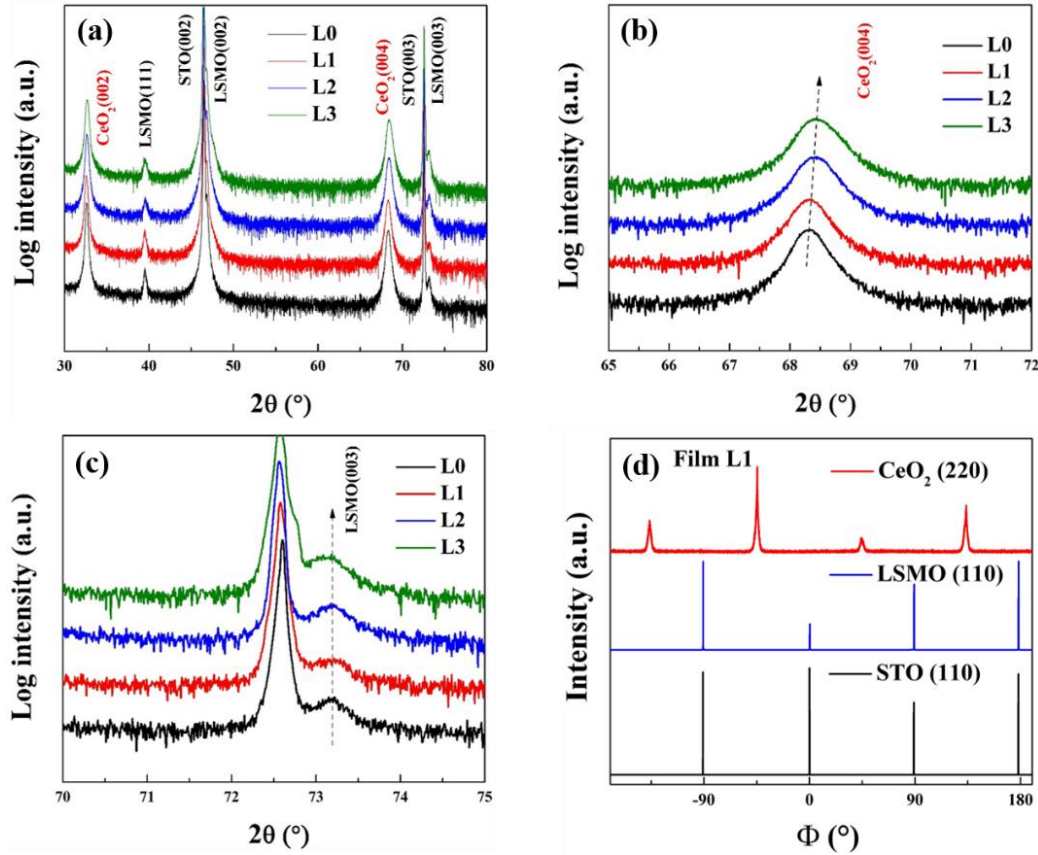 (a)
CeO₂(002)
LSMO(111)
STO(002)
LSMO(002)
L0
L1
L2
L3
CeO₂(004)
STO(003)
LSMO(003)
Log intensity (a.u.)
30 40 50 60 70 80
2θ (°)
(b)
CeO₂(004)
L0
L1
L2
L3
Log intensity (a.u.)
65 66 67 68 69 70 71 72
2θ (°)
(c)
LSMO(003)
L0
L1
L2
L3
Log intensity (a.u.)
70 71 72 73 74 75
2θ (°)
(d)
Film L1
CeO₂ (220)
LSMO (110)
STO (110)
Intensity (a.u.)
-90 0 90 180
Φ (°)